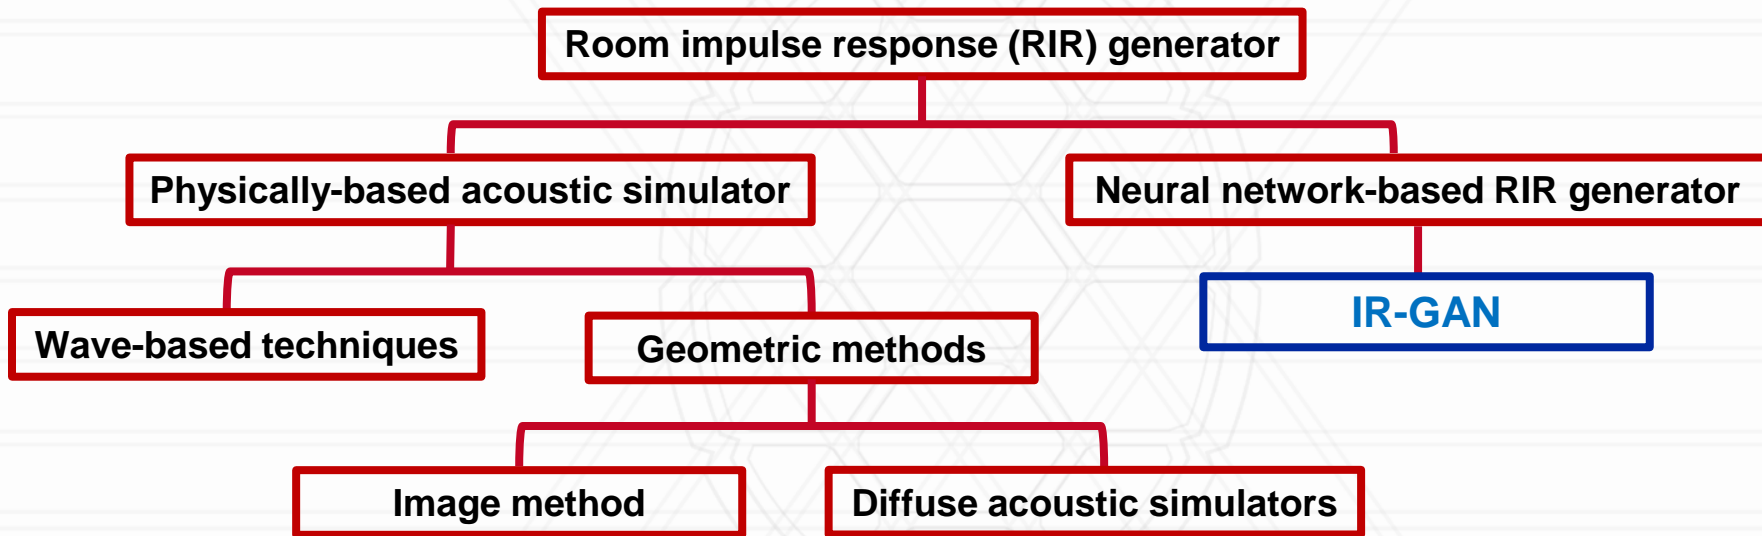 Room impulse response (RIR) generator
Physically-based acoustic simulator
Neural network-based RIR generator
Wave-based techniques
Geometric methods
IR-GAN
Image method
Diffuse acoustic simulators